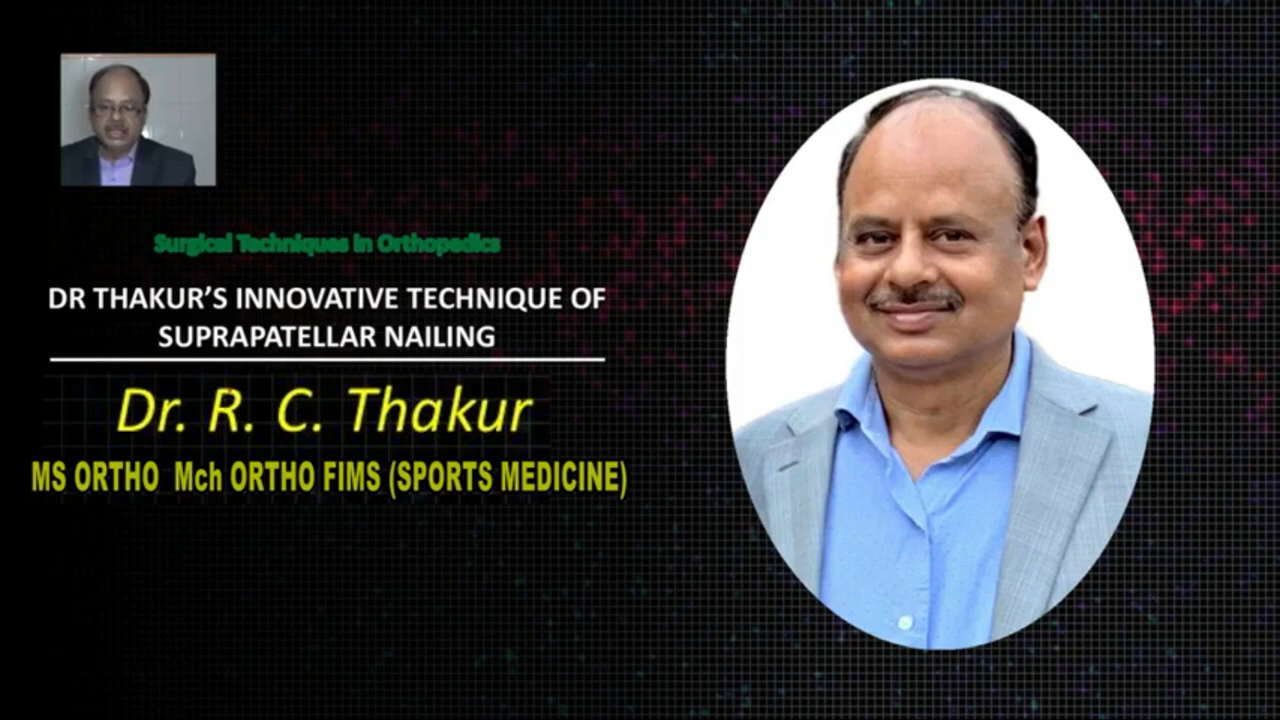 Surgical Techniques in Orthopedics
DR THAKUR’S INNOVATIVE TECHNIQUE OF
SUPRAPATELLAR NAILING
Dr. R. C. Thakur
MS ORTHO Mch ORTHO FIMS (SPORTS MEDICINE)